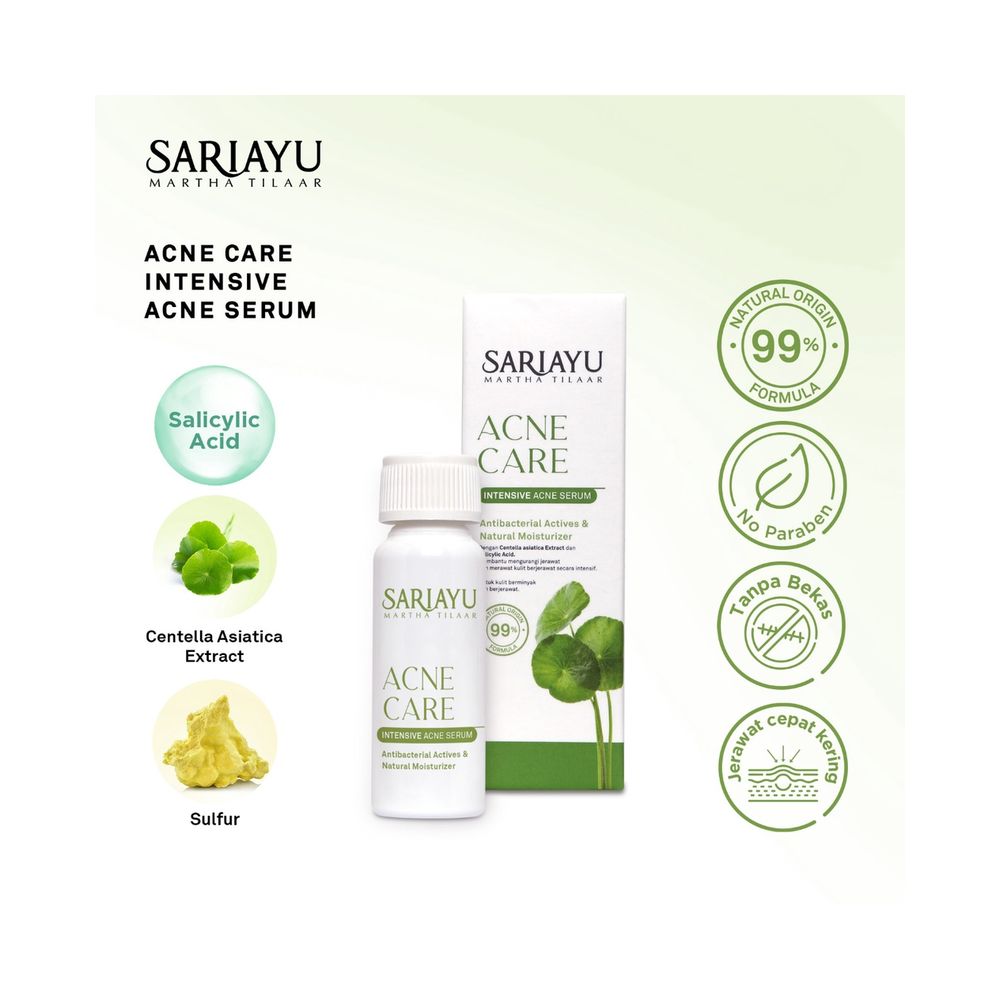 SARIAYU
MARTHA TILAAR
ACNE CARE
INTENSIVE
ACNE SERUM
Salicylic
Acid
Centella Asiatica
Extract
Sulfur
SARIAYU
MARTHA TILAAR
ACNE
CARE
INTENSIVE ACNE SERUM
Antibacterial Actives &
Natural Moisturizer
SARIAYU
MARTHA TILAAR
ACNE
CARE
INTENSIVE ACNE SERUM
Antibacterial Actives &
Natural Moisturizer
Centella asiatica Extract dan
Acid.
mengurangi jerawat
merawat kulit berjerawat secara intensif.
kulit berminyak
berjerawat.
ORIGIN
99%
FORMULA
NATURAL ORIGIN
99%
FORMULA
No Paraben
Tanpa Bekas
Jerawat cepat kering